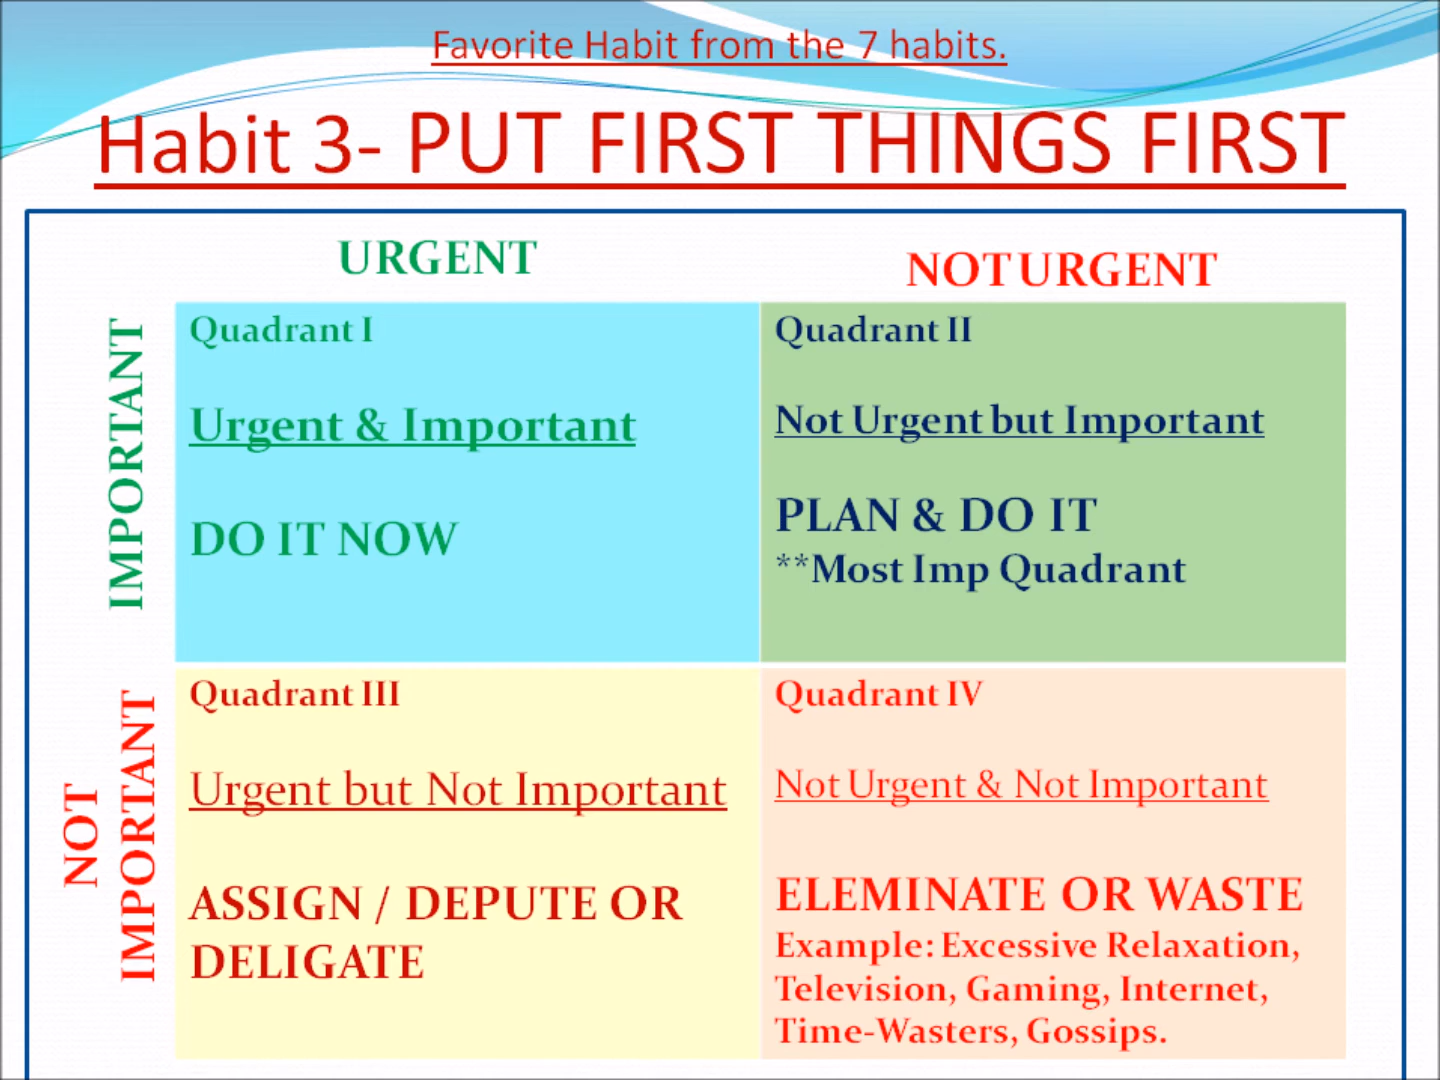 Favorite Habit from the 7 habits.
Habit 3- PUT FIRST THINGS FIRST
URGENT
NOT URGENT
IMPORTANT
Quadrant I
Urgent & Important
DO IT NOW
Quadrant II
Not Urgent but Important
PLAN & DO IT
**Most Imp Quadrant
NOT
IMPORTANT
Quadrant III
Urgent but Not Important
ASSIGN / DEPUTE OR
DELIGATE
Quadrant IV
Not Urgent & Not Important
ELEMINATE OR WASTE
Example: Excessive Relaxation,
Television, Gaming, Internet,
Time-Wasters, Gossips.